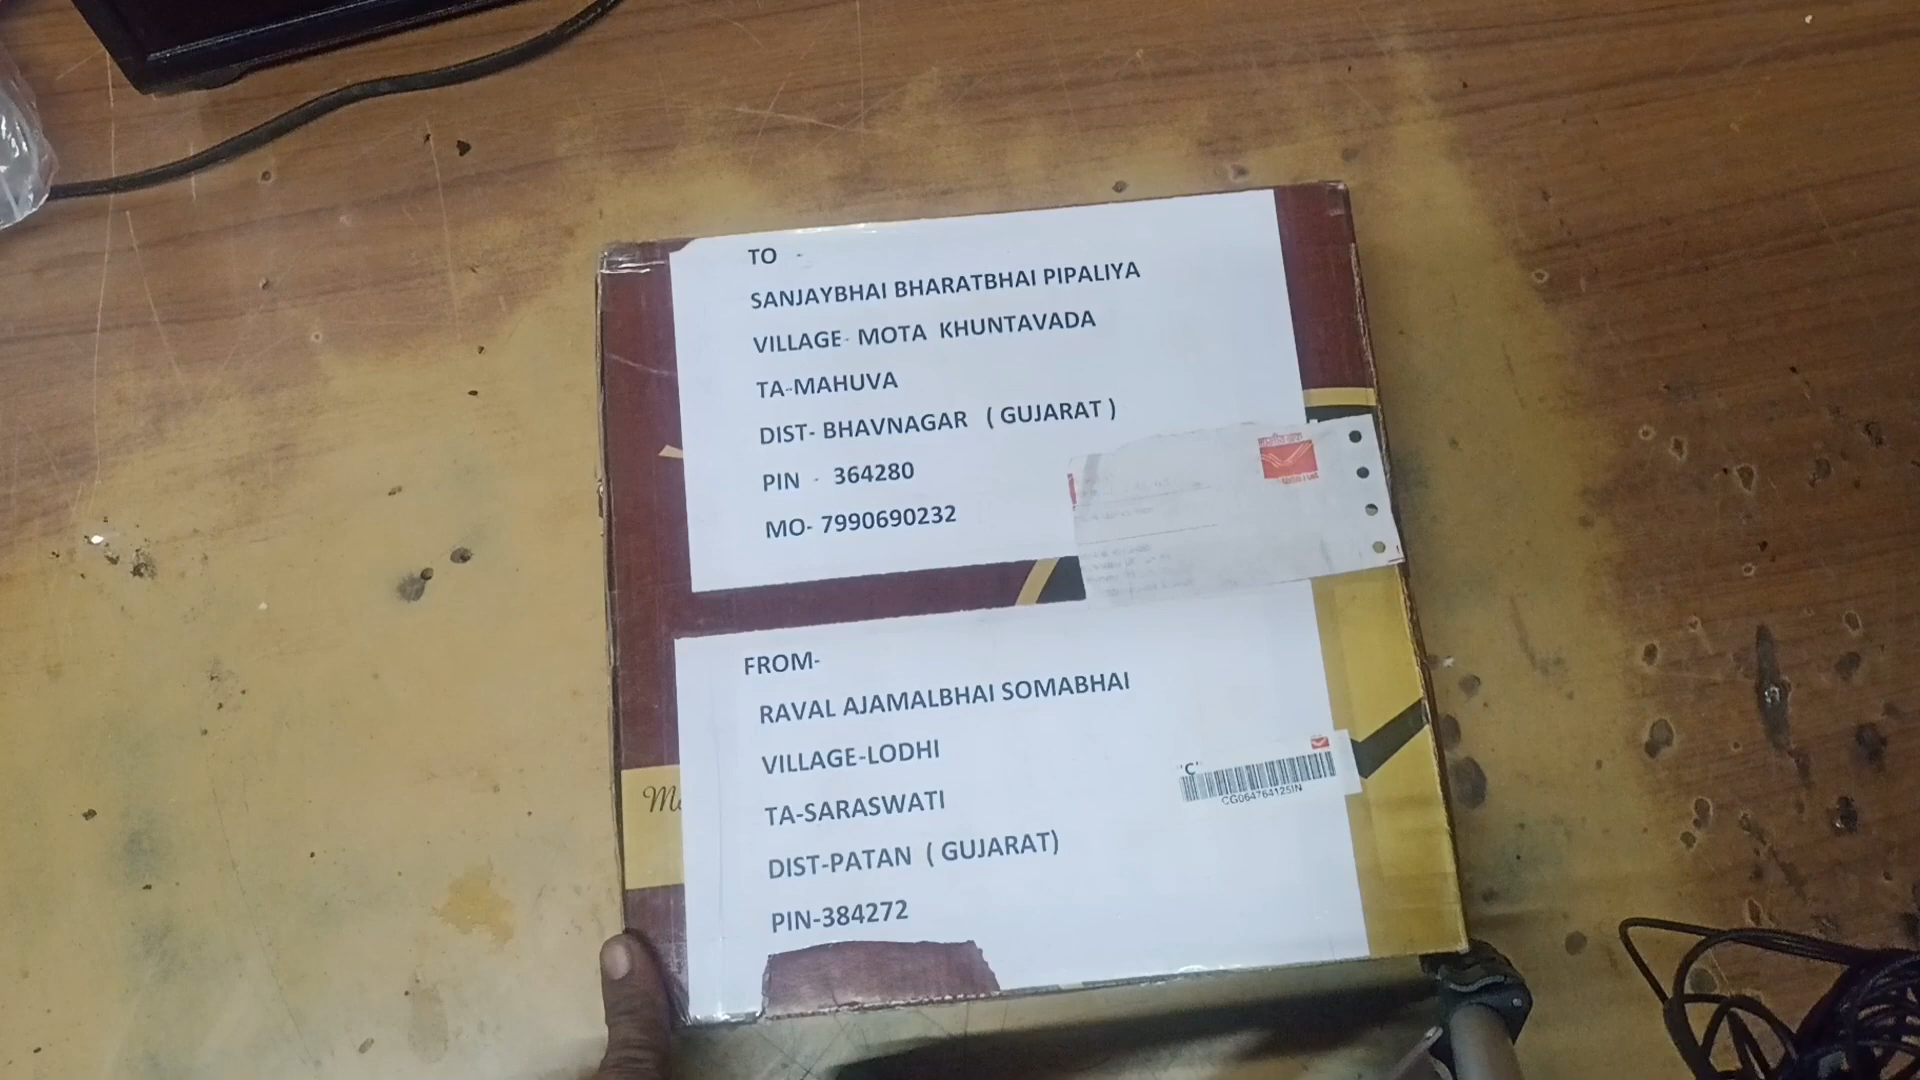 TO
SANJAYBHAI BHARATBHAI PIPALIYA
VILLAGE- MOTA KHUNTAVADA
TA-MAHUVA
DIST- BHAVNAGAR ( GUJARAT )
PIN - 364280
MO- 7990690232
भारतीय डाक
FROM-
RAVAL AJAMALBHAI SOMABHAI
VILLAGE-LODHI
TA-SARASWATI
DIST-PATAN ( GUJARAT)
PIN-384272
"C"
CG064764125IN